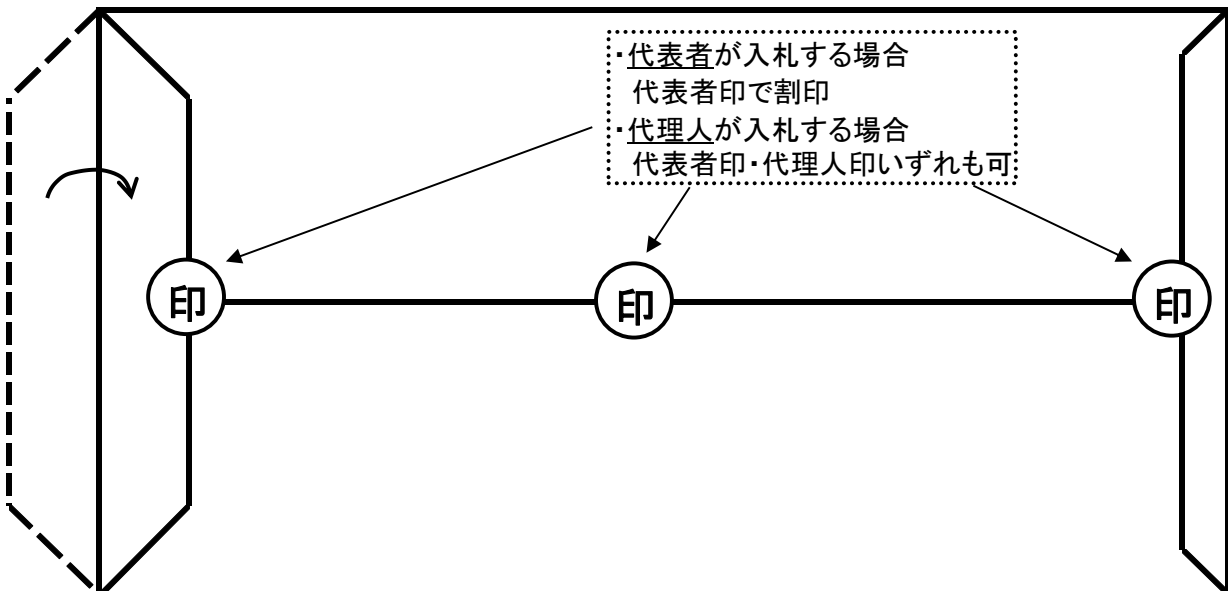 ・代表者が入札する場合
代表者印で割印
・代理人が入札する場合
代表者印・代理人印いずれも可
印
印
印